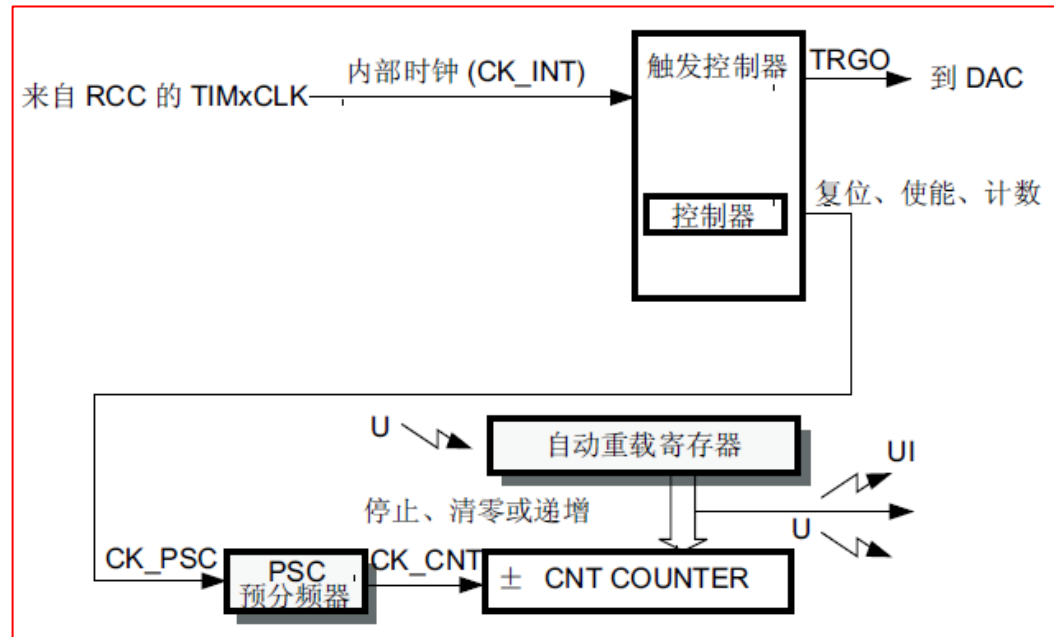 触发控制器
TRGO
到 DAC
内部时钟 (CK_INT)
来自 RCC 的 TIMxCLK
复位、使能、计数
控制器
U
自动重载寄存器
UI
停止、清零或递增
U
CK_PSC
PSC
预分频器
CK_CNT
± CNT COUNTER